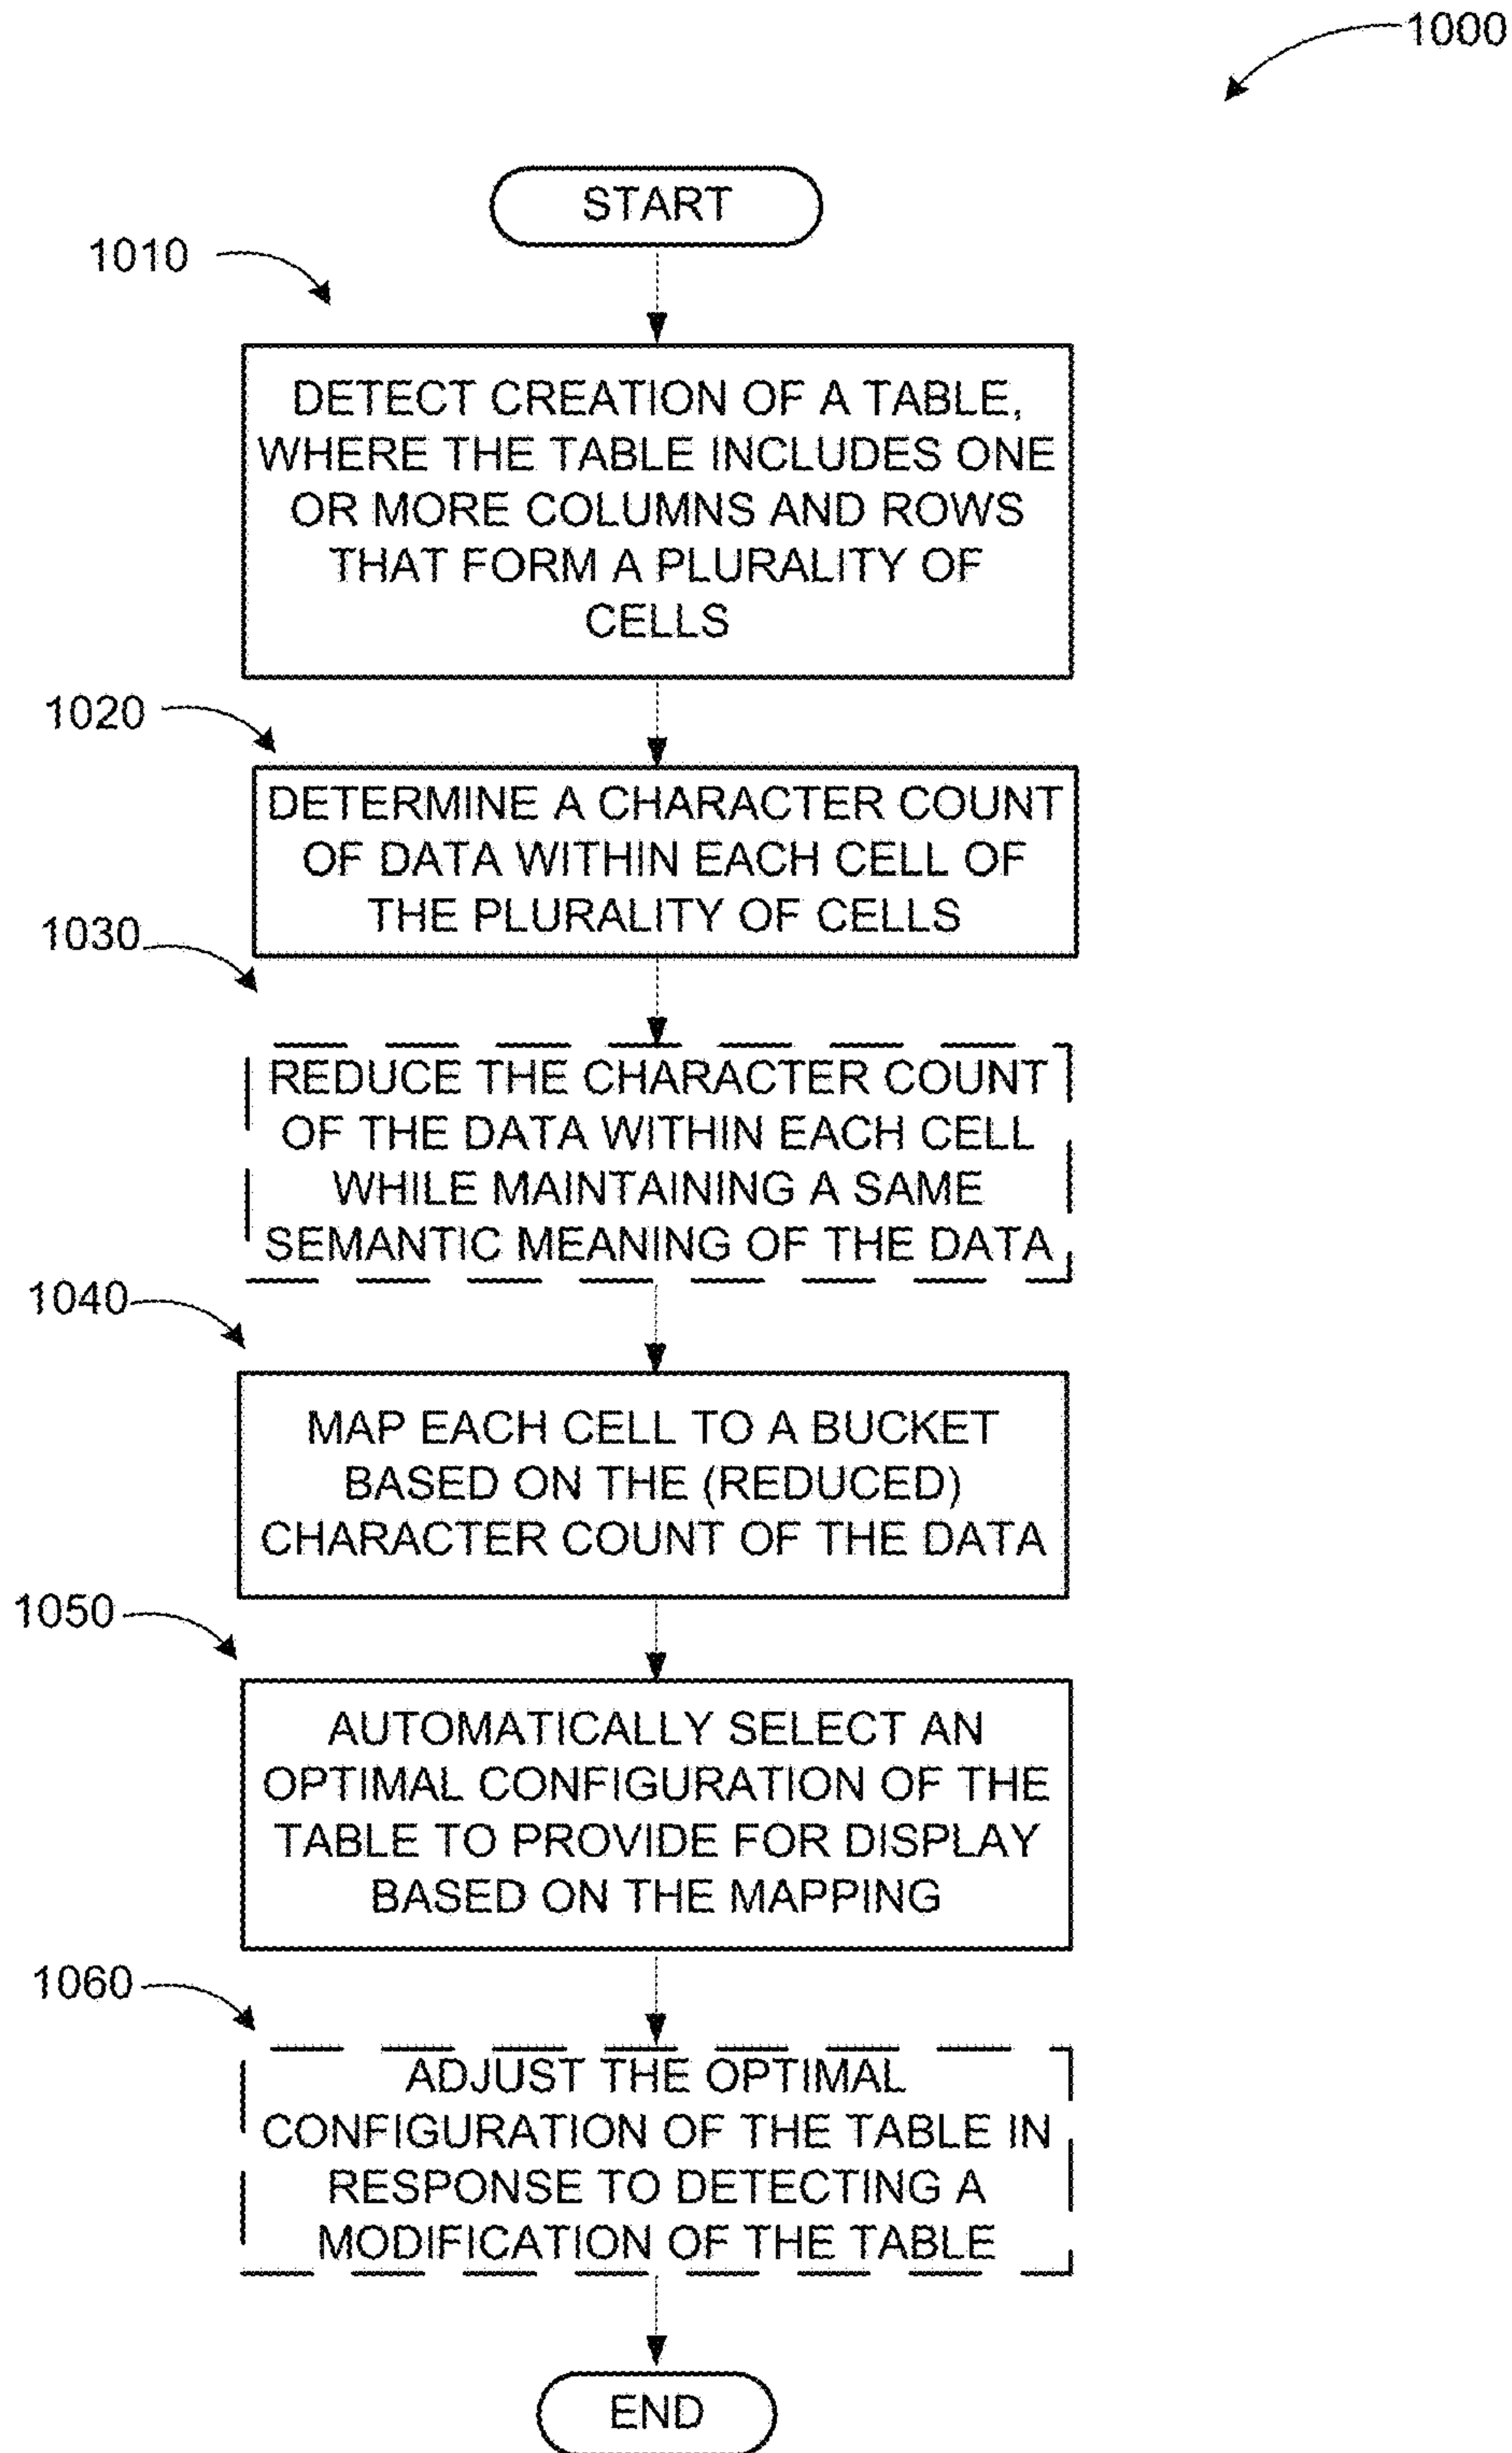 1000
START
1010
DETECT CREATION OF A TABLE,
WHERE THE TABLE INCLUDES ONE
OR MORE COLUMNS AND ROWS
THAT FORM A PLURALITY OF
CELLS
1020
DETERMINE A CHARACTER COUNT
OF DATA WITHIN EACH CELL OF
THE PLURALITY OF CELLS
1030
REDUCE THE CHARACTER COUNT
OF THE DATA WITHIN EACH CELL
WHILE MAINTAINING A SAME
SEMANTIC MEANING OF THE DATA
1040
MAP EACH CELL TO A BUCKET
BASED ON THE (REDUCED)
CHARACTER COUNT OF THE DATA
1050
AUTOMATICALLY SELECT AN
OPTIMAL CONFIGURATION OF THE
TABLE TO PROVIDE FOR DISPLAY
BASED ON THE MAPPING
1060
ADJUST THE OPTIMAL
CONFIGURATION OF THE TABLE IN
RESPONSE TO DETECTING A
MODIFICATION OF THE TABLE
END